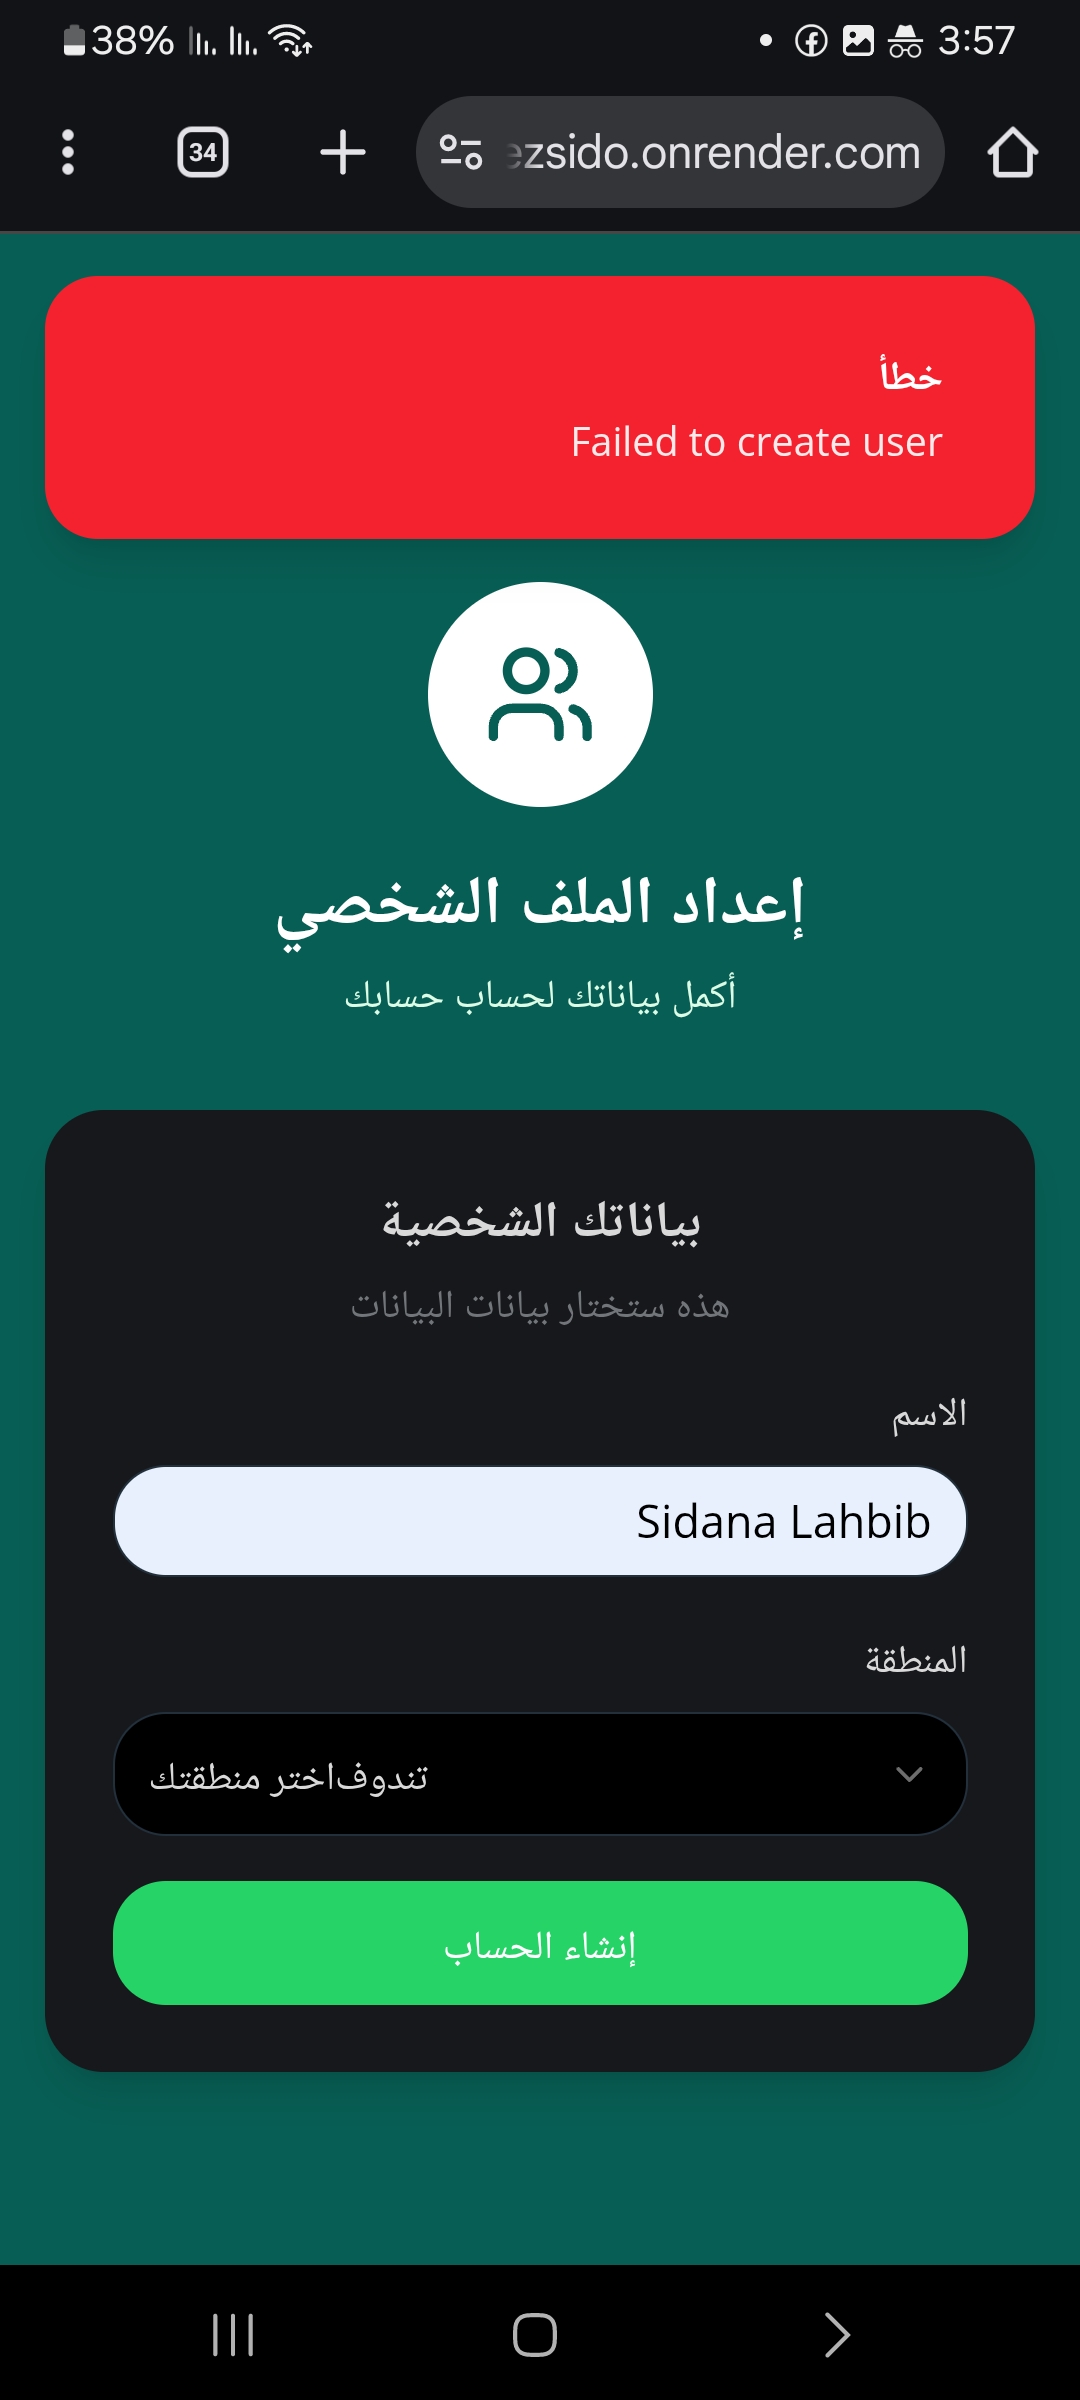 38%
3:57
34
ezsido.onrender.com
خطأ
Failed to create user
إعداد الملف الشخصي
أكمل بياناتك لحساب حسابك
بياناتك الشخصية
هذه ستختار بيانات البيانات
الاسم
Sidana Lahbib
المنطقة
تندوفاختر منطقتك
إنشاء الحساب